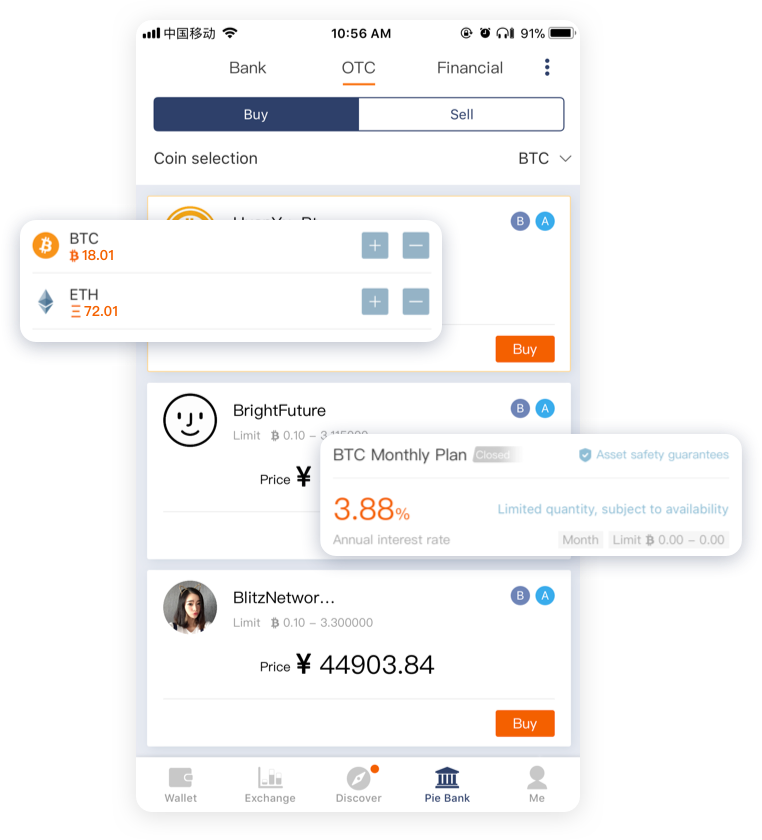 中国移动 10:56 AM 91%
Bank OTC Financial
Buy Sell
Coin selection BTC
B A
BTC
18.01
ETH
72.01
Buy
BrightFuture B A
Limit 0.10 –
Price ¥
BTC Monthly Plan Closed Asset safety guarantees
3.88% Limited quantity, subject to availability
Annual interest rate Month Limit 0.00 – 0.00
BlitzNetwor... B A
Limit 0.10 – 3.300000
Price ¥ 44903.84
Buy
Wallet Exchange Discover Pie Bank Me